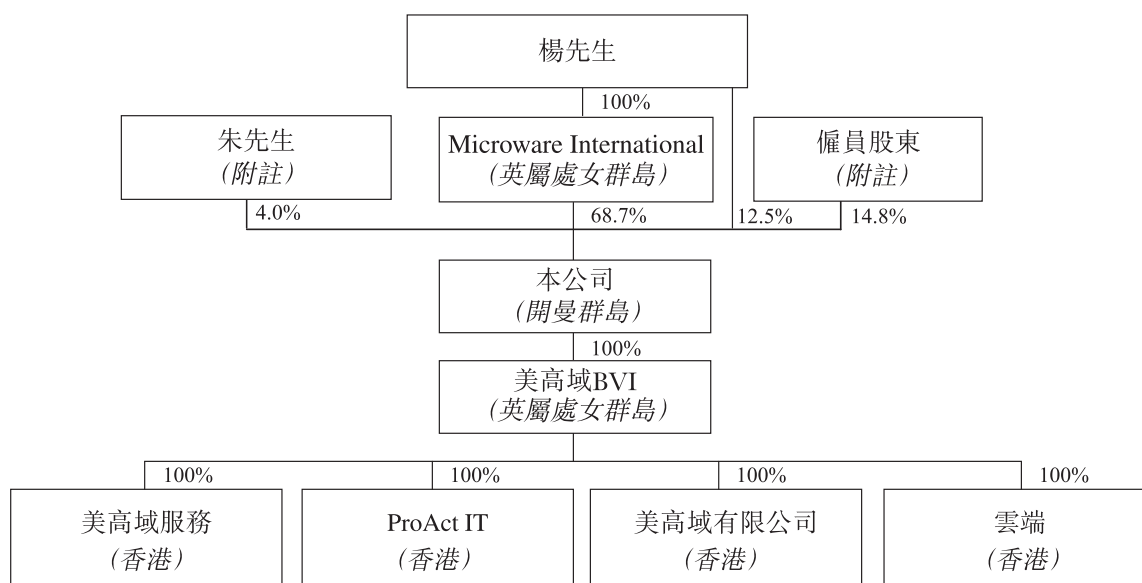 楊先生
100%
朱先生
(附註)
Microware International
(英屬處女群島)
僱員股東
(附註)
4.0%
68.7%
12.5%
14.8%
本公司
(開曼群島)
100%
美高域BVI
(英屬處女群島)
100%
100%
100%
100%
美高域服務
(香港)
ProAct IT
(香港)
美高域有限公司
(香港)
雲端
(香港)